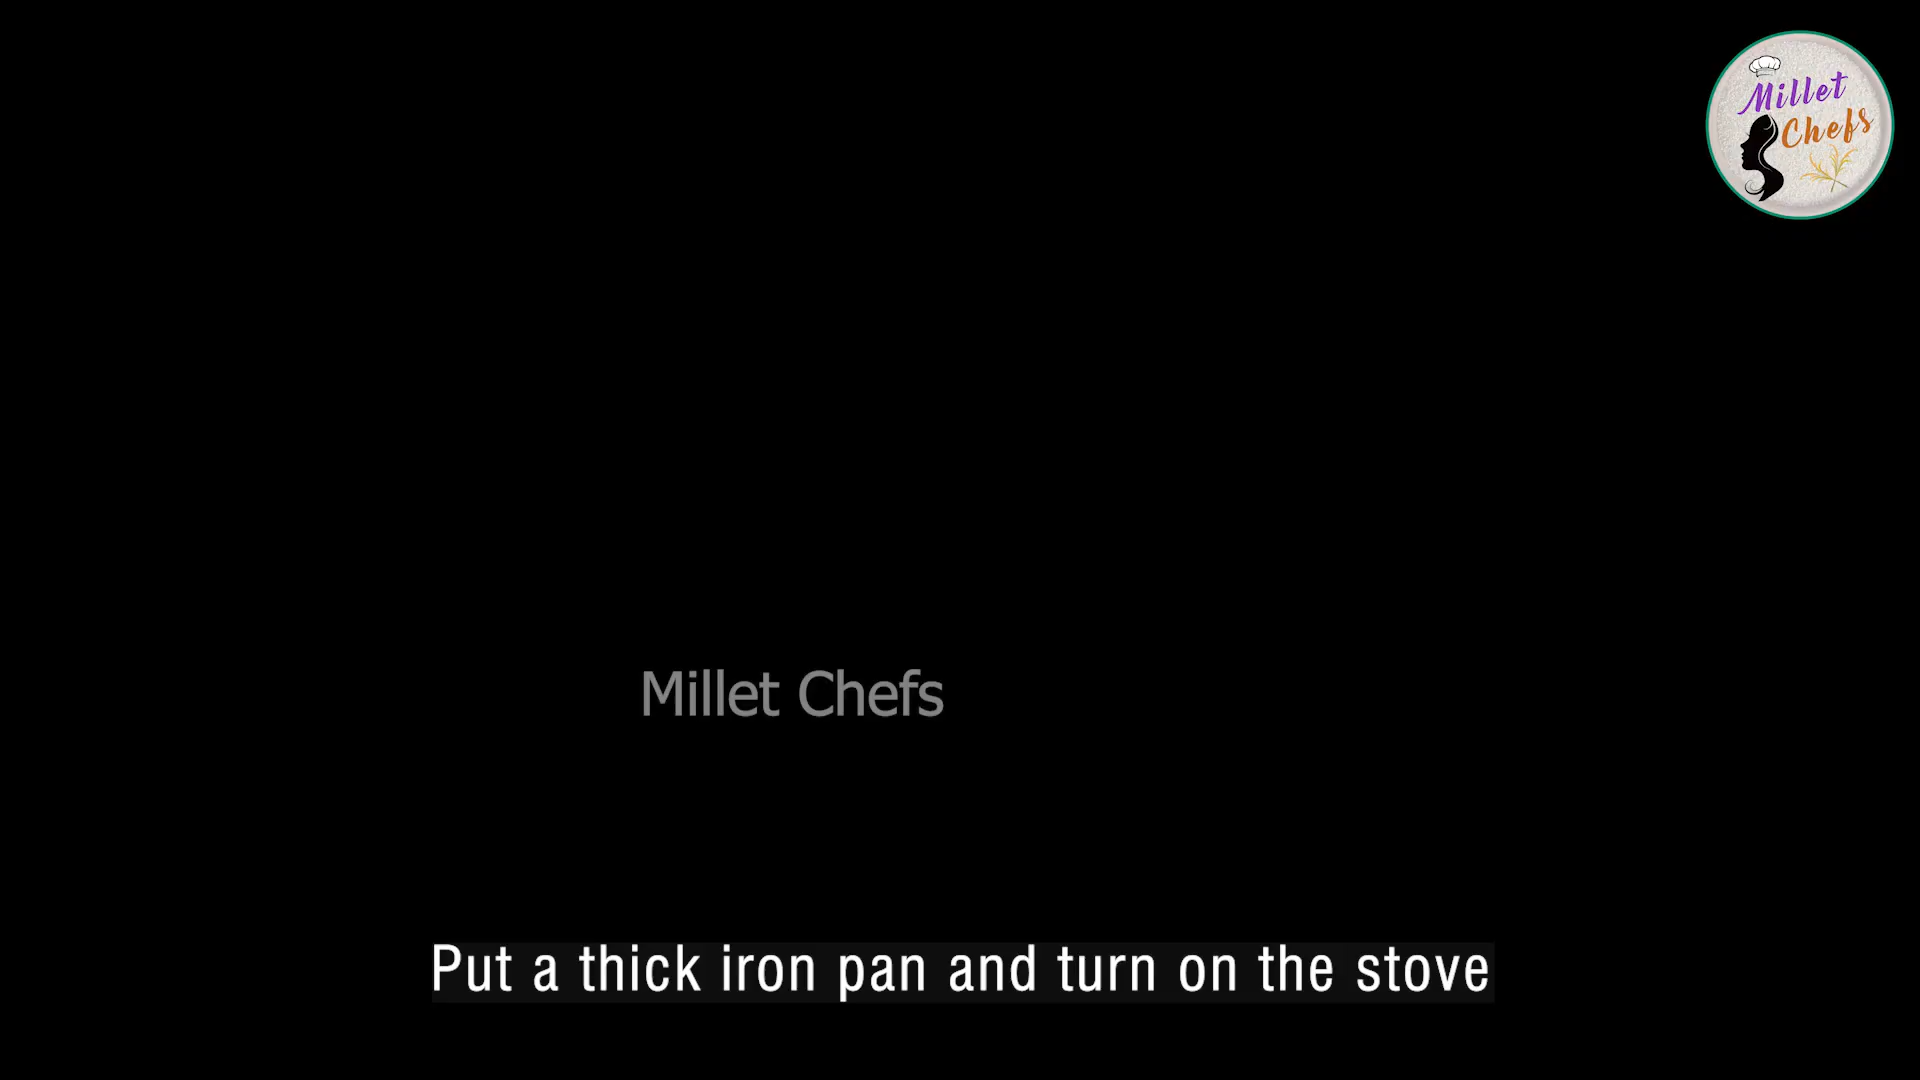 Millet
Chefs
Millet Chefs
Put a thick iron pan and turn on the stove